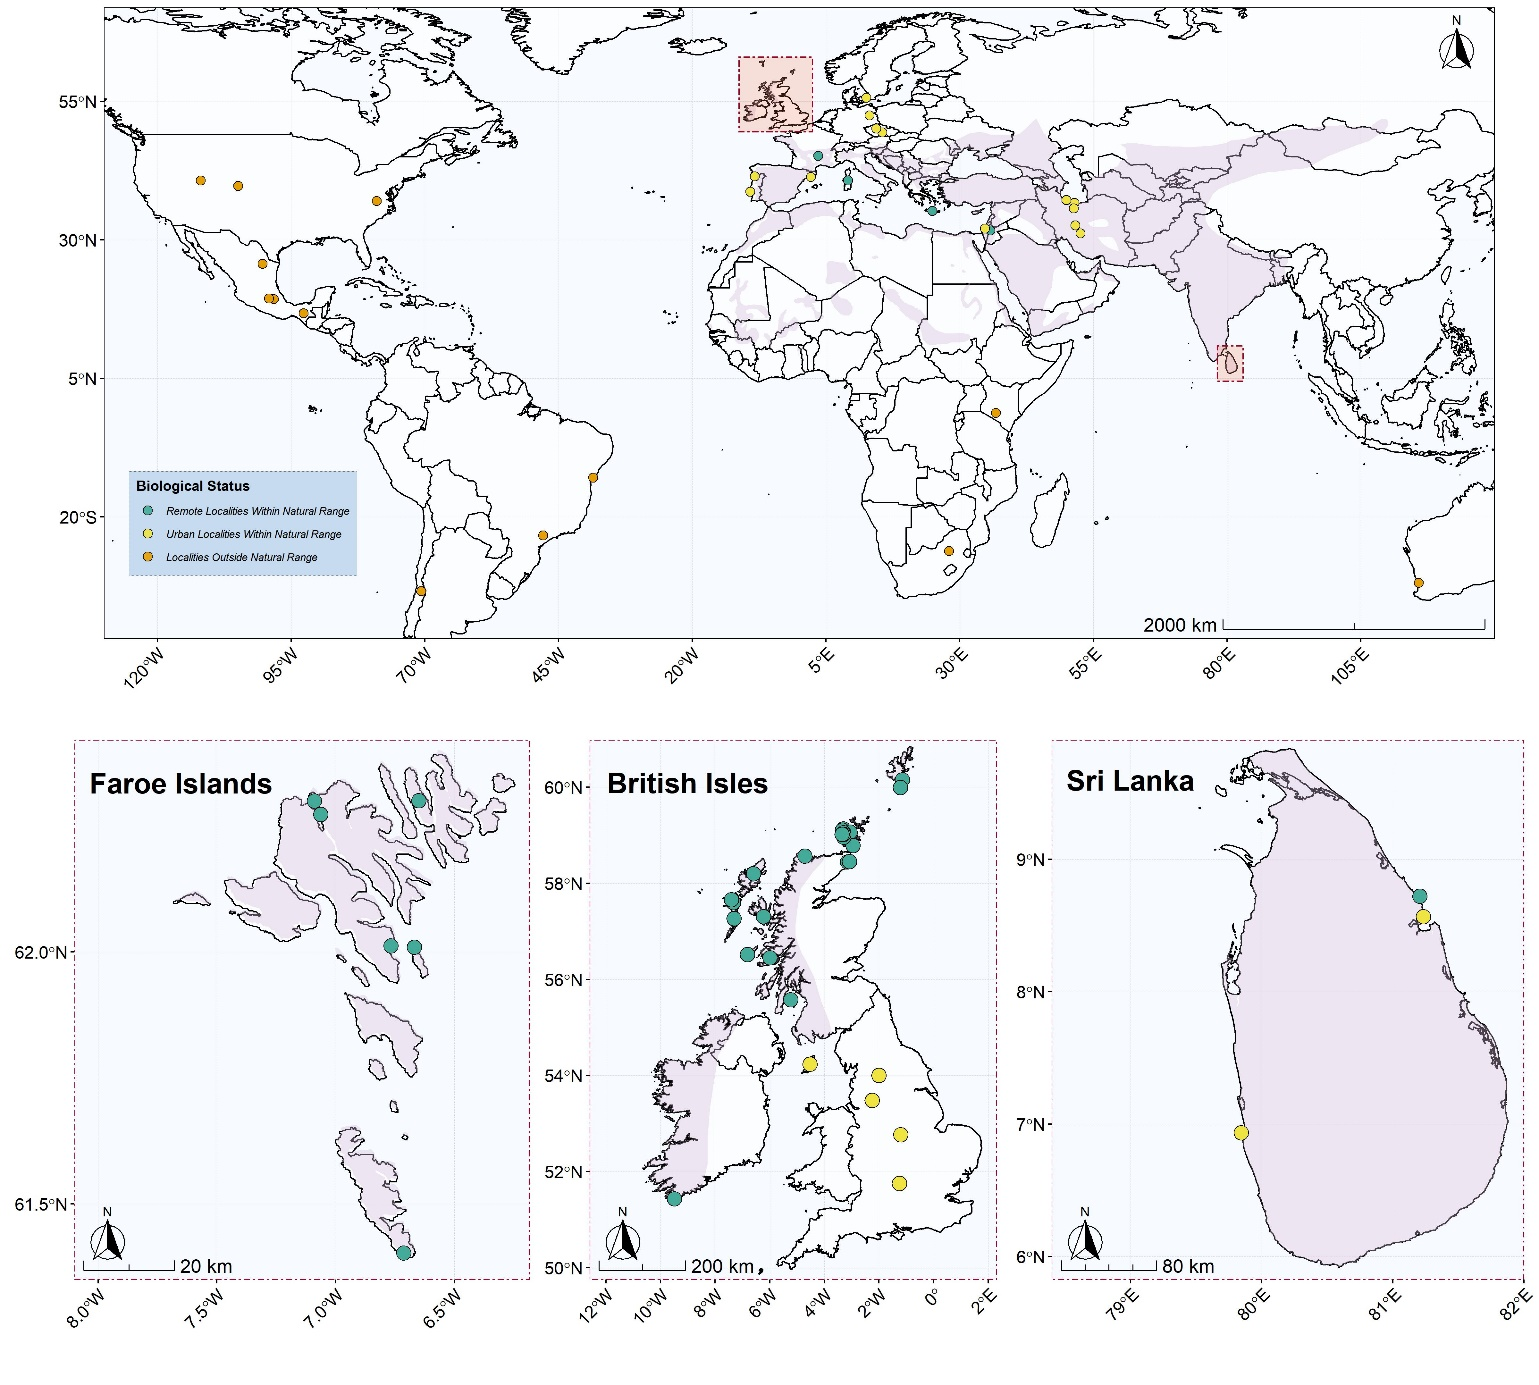 N
55°N
30°N
5°N
20°S
Biological Status
Remote Localities Within Natural Range
Urban Localities Within Natural Range
Localities Outside Natural Range
2000 km
120°W
95°W
70°W
45°W
20°W
5°E
30°E
55°E
80°E
105°E
Faroe Islands
62.0°N
61.5°N
N
20 km
8.0°W
7.5°W
7.0°W
6.5°W
British Isles
60°N
58°N
56°N
54°N
52°N
50°N
N
200 km
12°W
10°W
8°W
6°W
4°W
2°W
0°
2°E
Sri Lanka
9°N
8°N
7°N
6°N
N
80 km
79°E
80°E
81°E
82°E